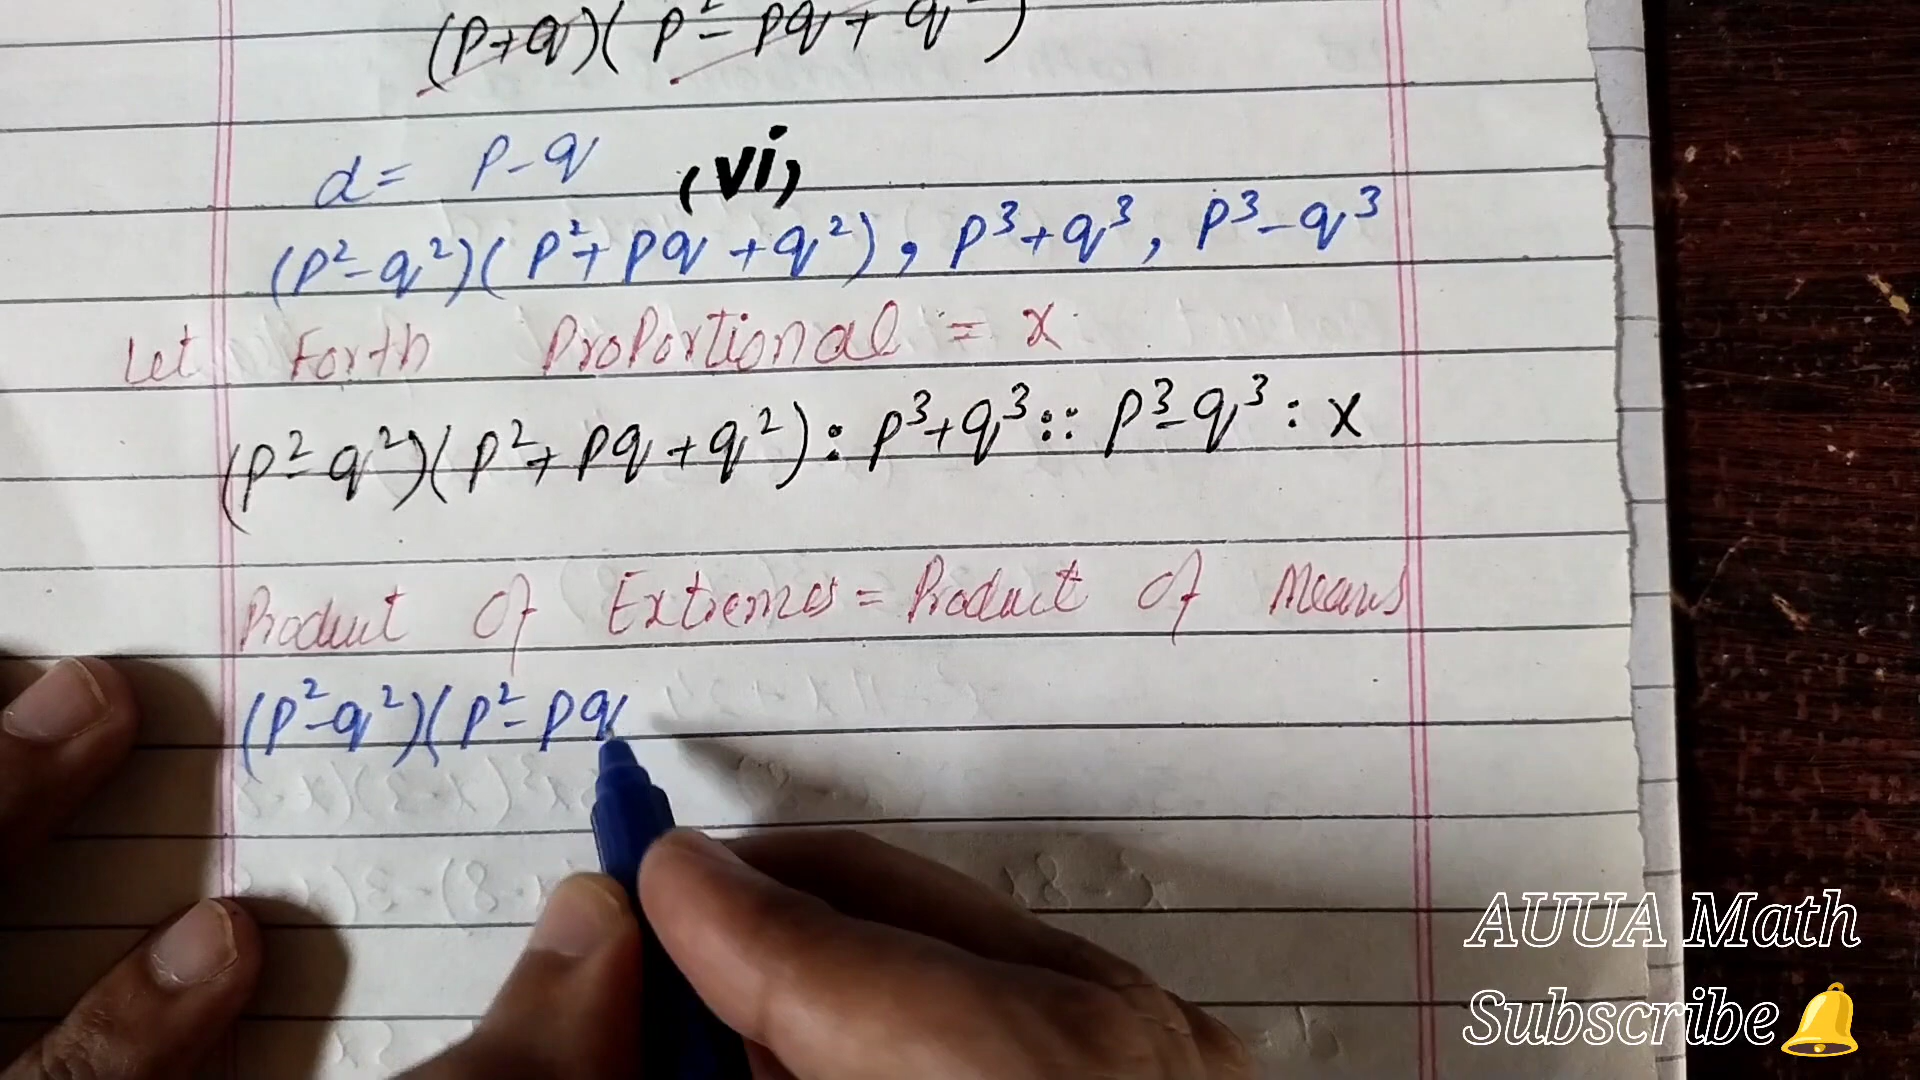 (p+q)(p²-pq+q²)
d= p-q (vi)
(p²-q²)(p²+pq+q²), p³+q³, p³-q³
Let Forth Proportional = x
(p²-q²)(p²+pq+q²):p³+q³::p³-q³:x
Product Of Extremes=Product Of Means
(p²-q²)(p²-pq
AUUA Math
Subscribe